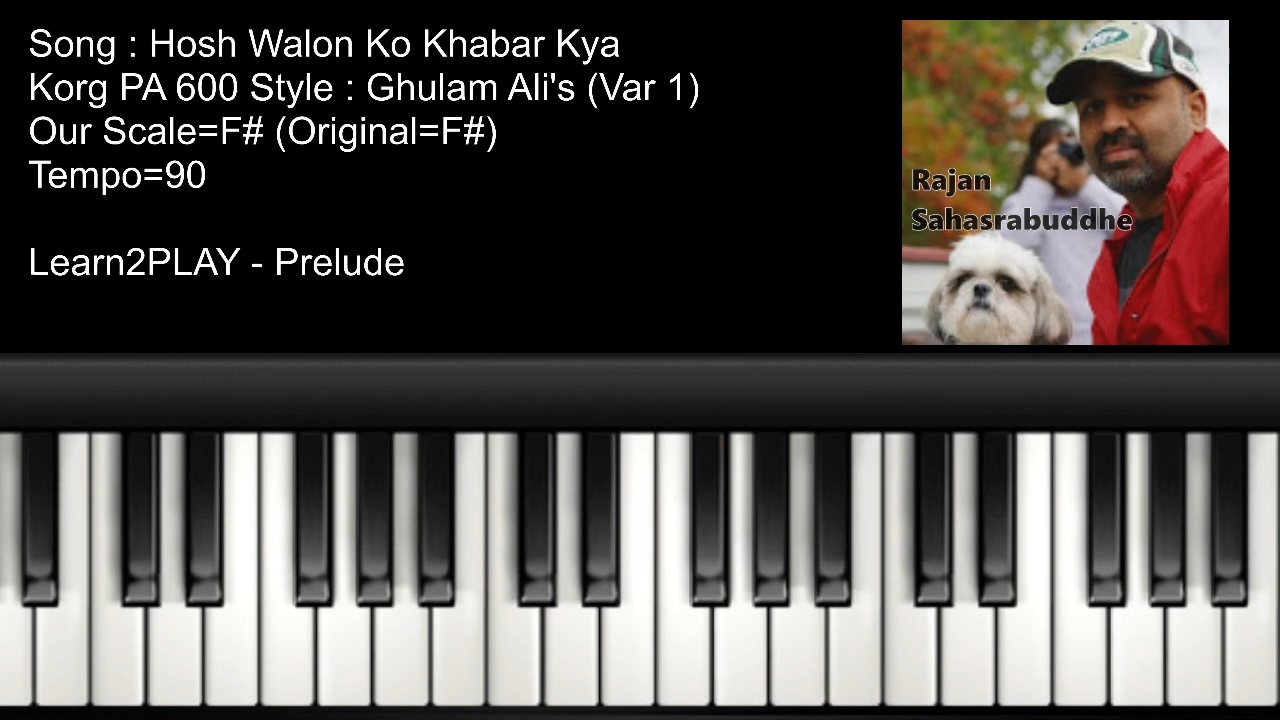 Song : Hosh Walon Ko Khabar Kya
Korg PA 600 Style : Ghulam Ali's (Var 1)
Our Scale=F# (Original=F#)
Tempo=90
Learn2PLAY - Prelude
Rajan
Sahasrabuddhe